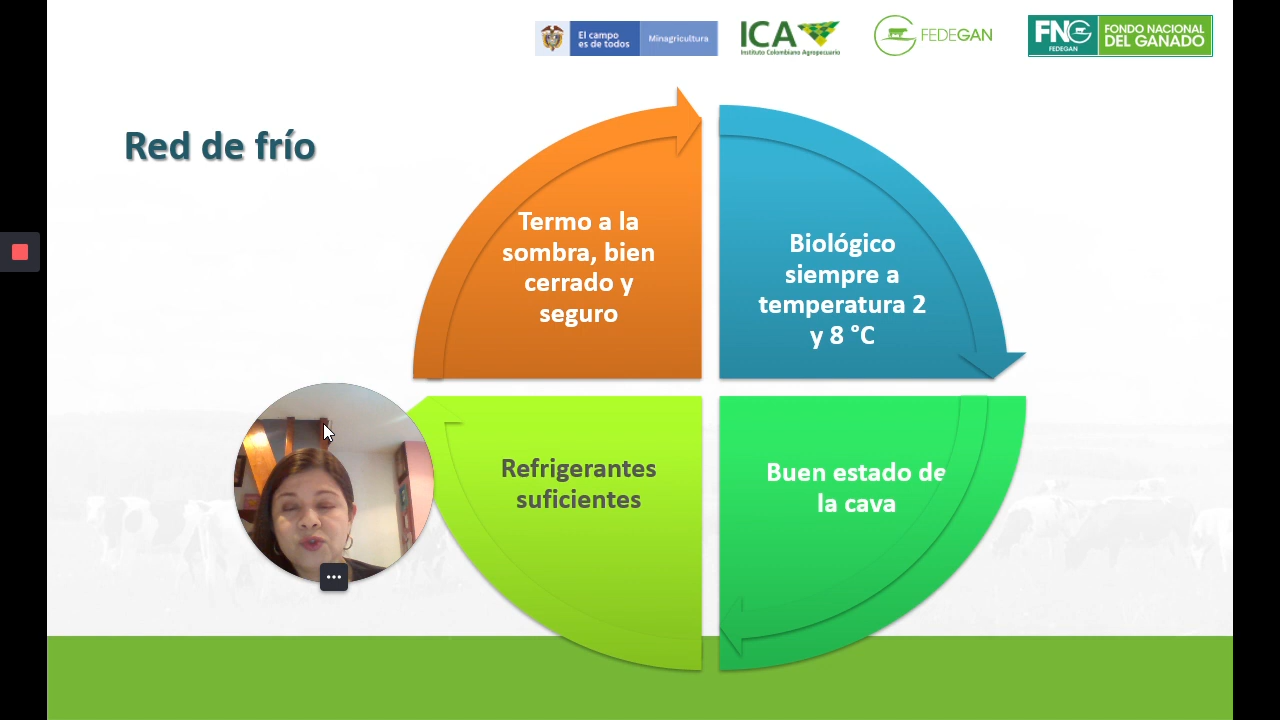 El campo
es de todos
Minagricultura
ICA
Instituto Colombiano Agropecuario
FEDEGAN
FNG
FEDEGAN
FONDO NACIONAL
DEL GANADO
Red de frío
Termo a la
sombra, bien
cerrado y
seguro
Biológico
siempre a
temperatura 2
y 8 °C
Refrigerantes
suficientes
Buen estado de
la cava